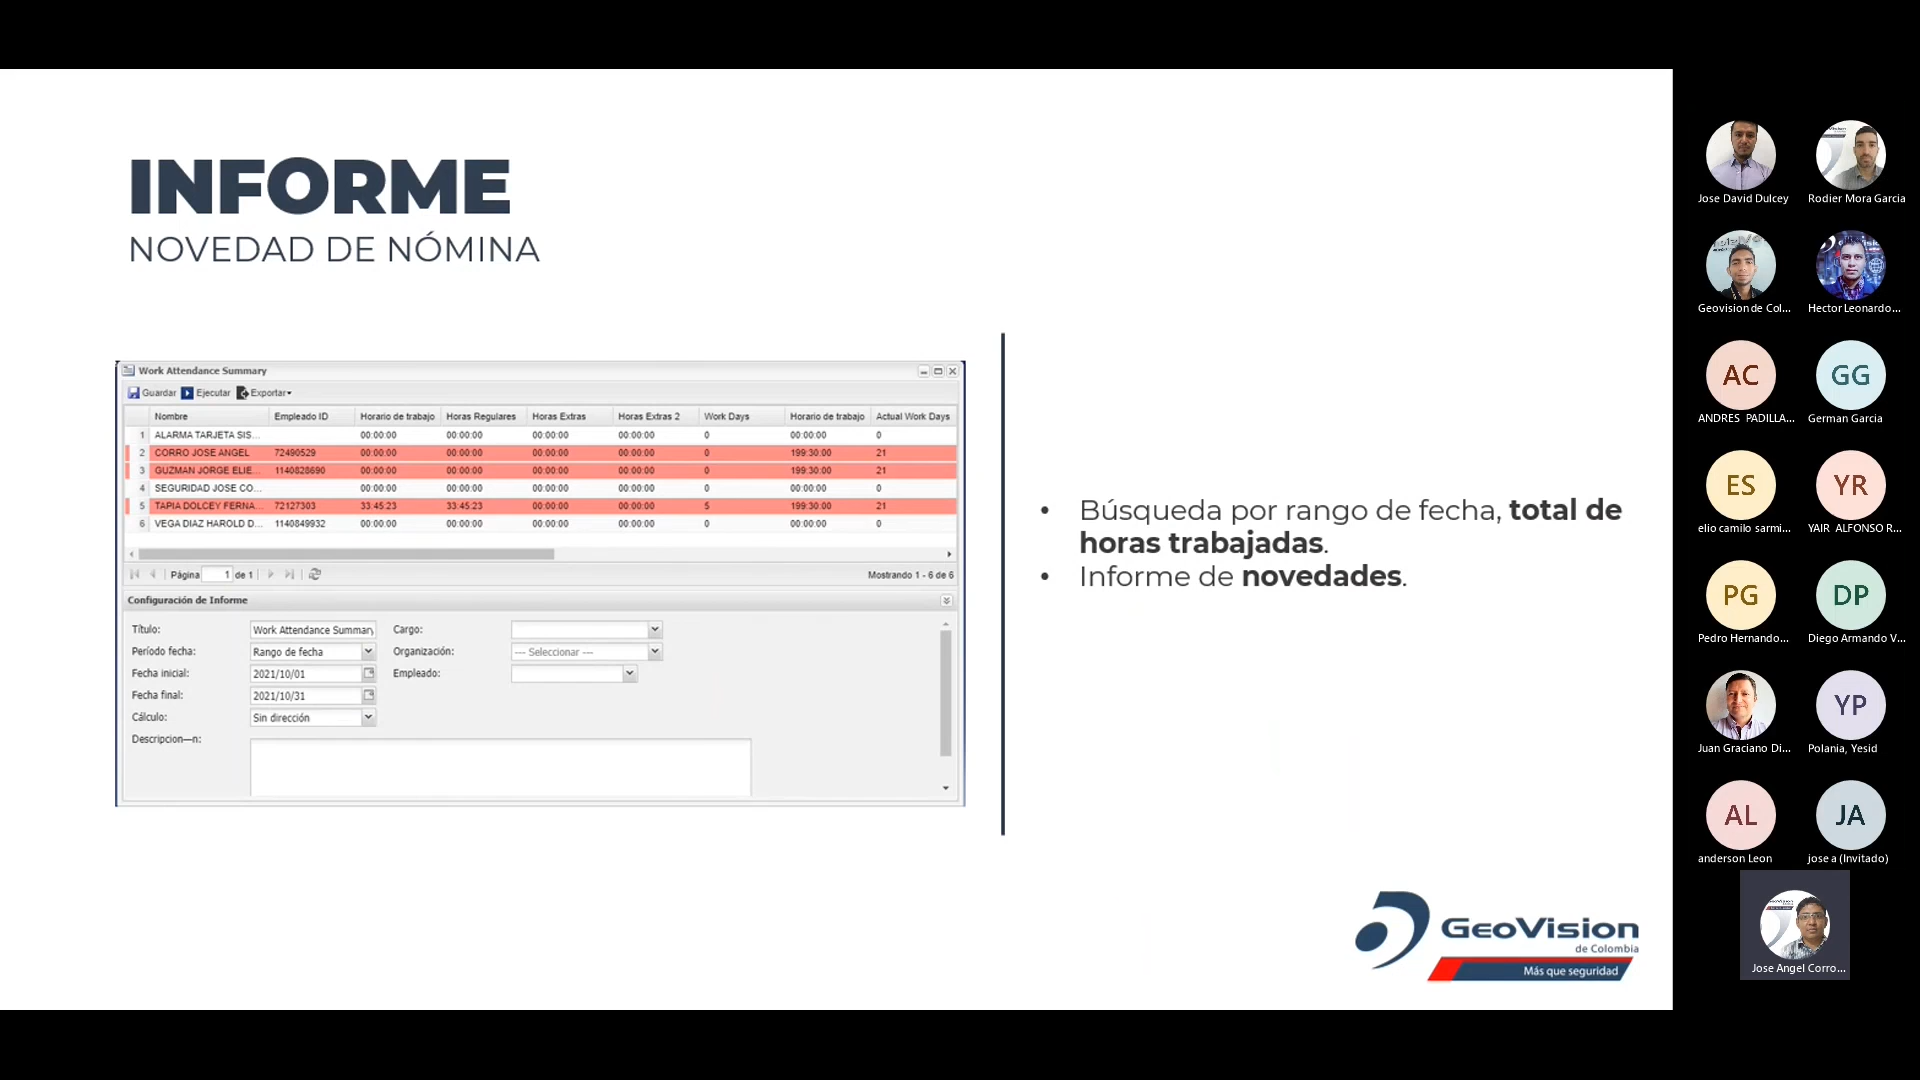 INFORME
NOVEDAD DE NÓMINA
Work Attendance Summary
Guardar Ejecutar Exportar
Nombre Empleado ID Horario de trabajo Horas Regulares Horas Extras Horas Extras 2 Work Days Horario de trabajo Actual Work Days
1 ALARMA TARJETA SIS... 00:00:00 00:00:00 00:00:00 00:00:00 0 00:00:00 0
2 CORRO JOSE ANGEL 72490529 00:00:00 00:00:00 00:00:00 00:00:00 0 199:30:00 21
3 GUZMAN JORGE ELIE... 1140828690 00:00:00 00:00:00 00:00:00 00:00:00 0 199:30:00 21
4 SEGURIDAD JOSE CO... 00:00:00 00:00:00 00:00:00 00:00:00 0 00:00:00 0
5 TAPIA DOLCEY FERNA... 72127303 33:45:23 33:45:23 00:00:00 00:00:00 5 199:30:00 21
6 VEGA DIAZ HAROLD D... 1140849932 00:00:00 00:00:00 00:00:00 00:00:00 0 00:00:00 0
Página 1 de 1 Mostrando 1 - 6 de 6
Configuración de Informe
Título: Work Attendance Summary Cargo:
Período fecha: Rango de fecha Organización: --- Seleccionar ---
Fecha inicial: 2021/10/01 Empleado:
Fecha final: 2021/10/31
Cálculo: Sin dirección
Descripcion—n:
• Búsqueda por rango de fecha, total de
horas trabajadas.
• Informe de novedades.
GeoVision
de Colombia
Más que seguridad
Jose David Dulcey Rodier Mora Garcia
Geovision de Col... Hector Leonardo...
AC GG
ANDRES PADILLA... German Garcia
ES YR
elio camilo sarmi... YAIR ALFONSO R...
PG DP
Pedro Hernando... Diego Armando V...
YP
Juan Graciano Di... Polania, Yesid
AL JA
anderson Leon jose a (Invitado)
Jose Angel Corro...